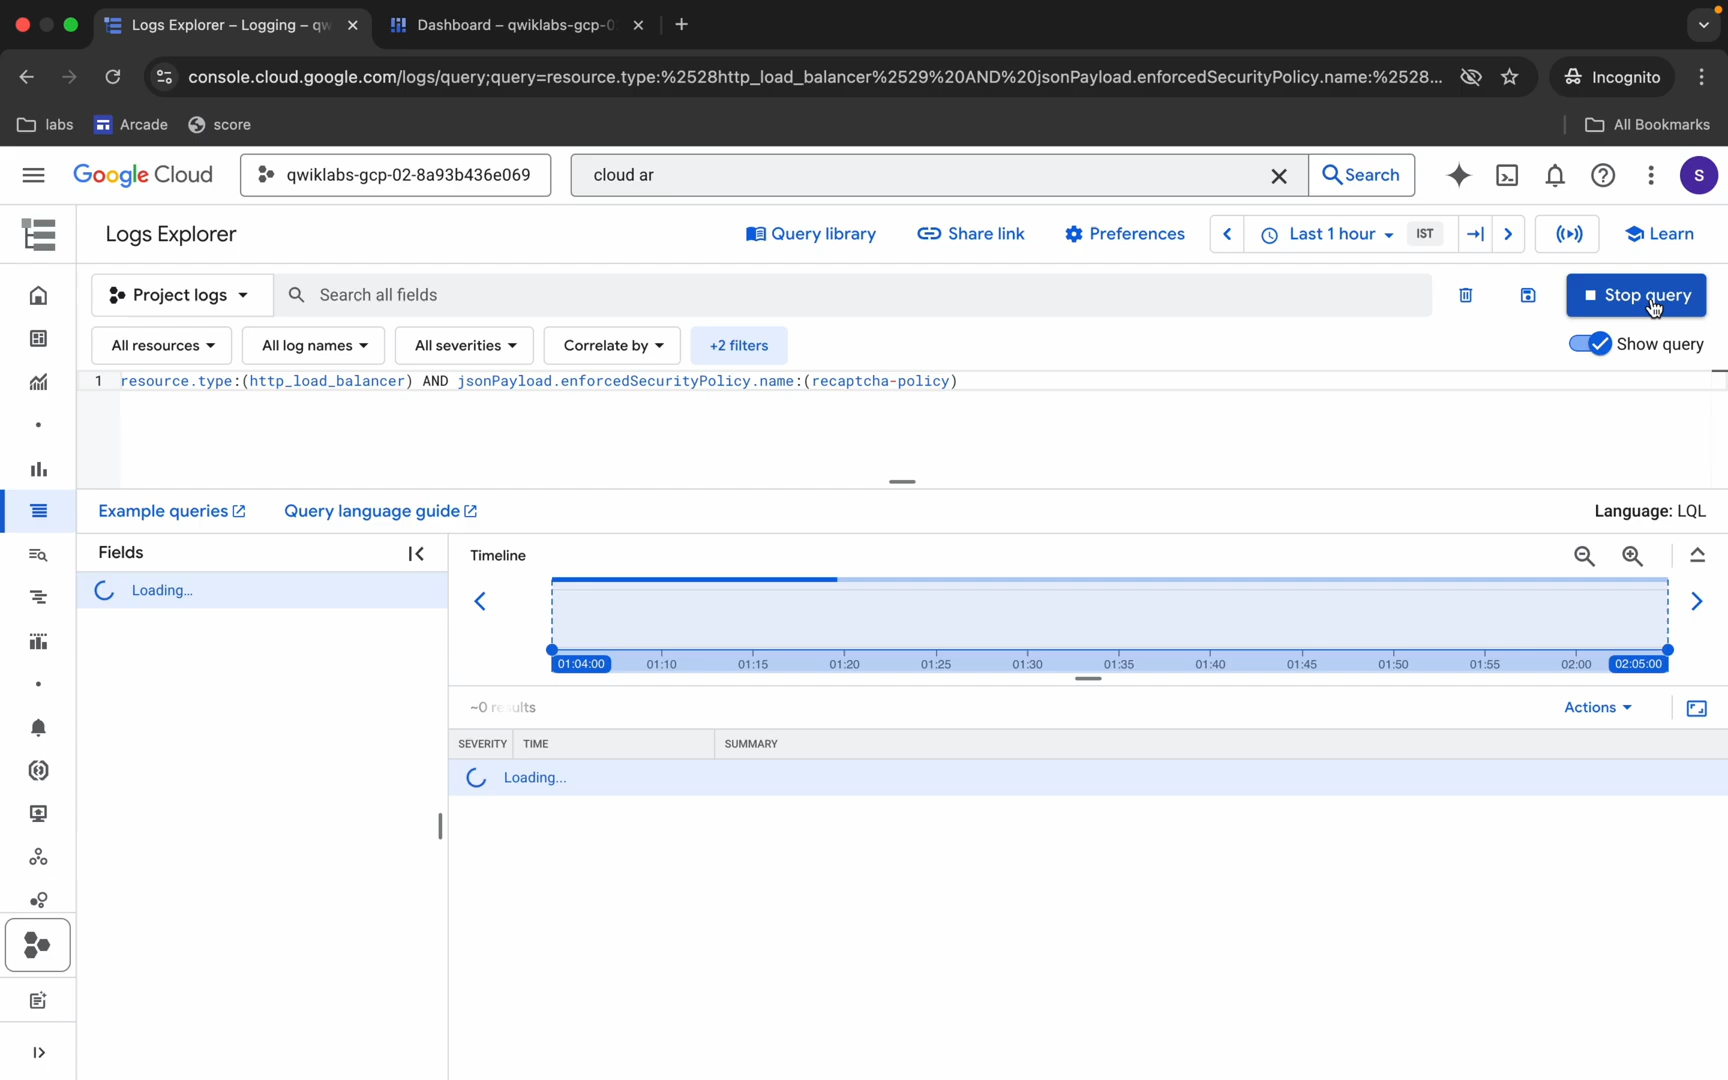 Logs Explorer – Logging – qw
Dashboard – qwiklabs-gcp-0
console.cloud.google.com/logs/query;query=resource.type:%2528http_load_balancer%2529%20AND%20jsonPayload.enforcedSecurityPolicy.name:%2528...
Incognito
labs
Arcade
score
All Bookmarks
Google Cloud
qwiklabs-gcp-02-8a93b436e069
cloud ar
Search
S
Logs Explorer
Query library
Share link
Preferences
Last 1 hour
IST
Learn
Project logs
Search all fields
Stop query
All resources
All log names
All severities
Correlate by
+2 filters
Show query
1 resource.type:(http_load_balancer) AND jsonPayload.enforcedSecurityPolicy.name:(recaptcha-policy)
Example queries
Query language guide
Language: LQL
Fields
Timeline
Loading...
01:04:00 01:10 01:15 01:20 01:25 01:30 01:35 01:40 01:45 01:50 01:55 02:00 02:05:00
~0 results
Actions
SEVERITY TIME SUMMARY
Loading...